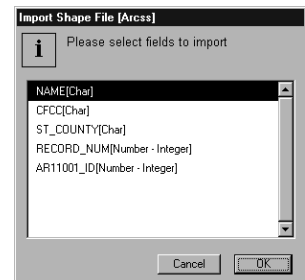 Import Shape File [Arcss]
i
Please select fields to import
NAME[Char]
CFCC[Char]
ST_COUNTY[Char]
RECORD_NUM[Number - Integer]
AR11001_ID[Number - Integer]
Cancel
OK